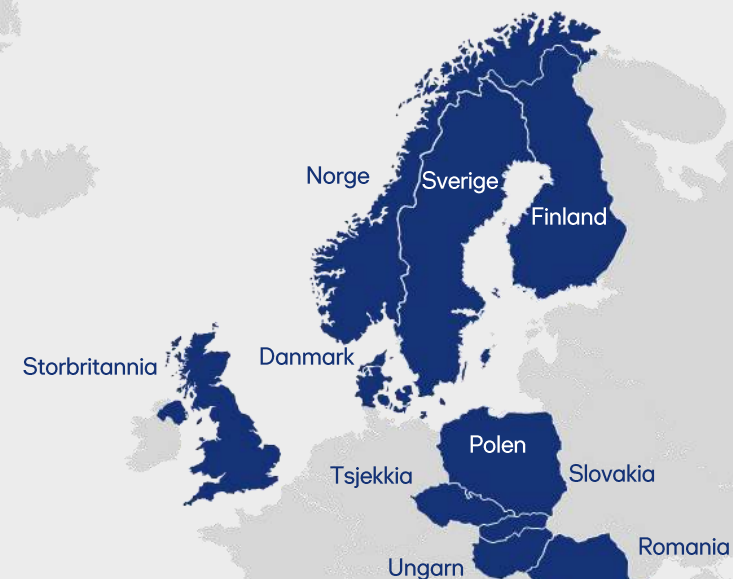 Norge
Sverige
Finland
Danmark
Storbritannia
Polen
Tsjekkia
Slovakia
Romania
Ungarn